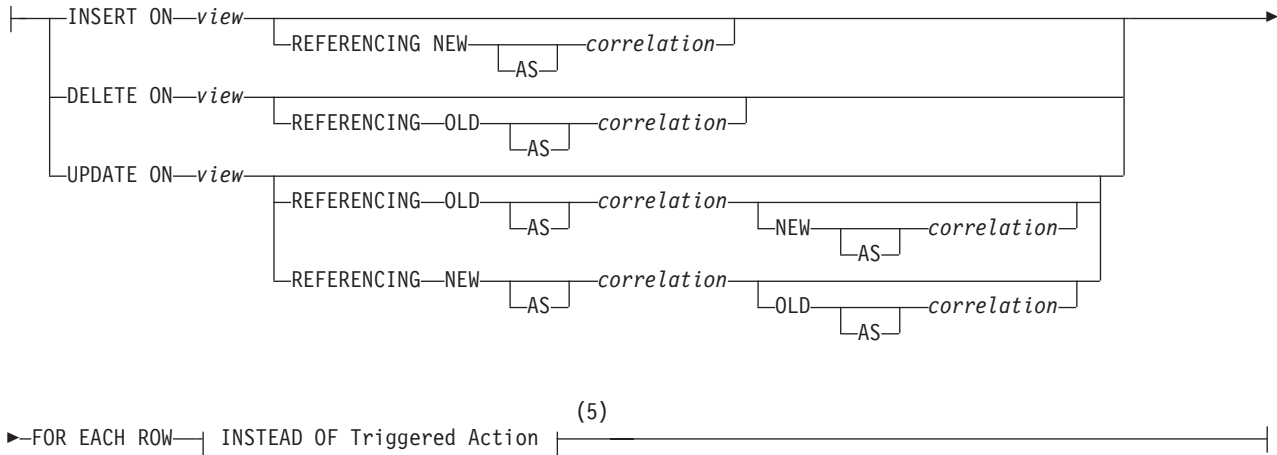 INSERT ON view
REFERENCING NEW correlation
AS
DELETE ON view
REFERENCING OLD correlation
AS
UPDATE ON view
REFERENCING OLD correlation
AS
NEW correlation
AS
REFERENCING NEW correlation
AS
OLD correlation
AS
(5)
FOR EACH ROW INSTEAD OF Triggered Action